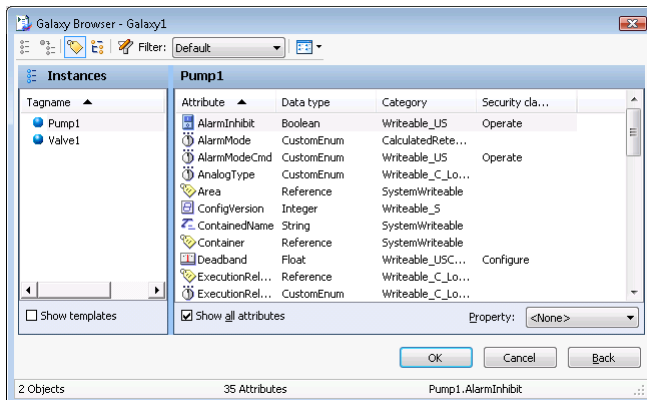 Galaxy Browser - Galaxy1
Filter: Default
Instances
Pump1
Tagname
Attribute Data type Category Security cla...
Pump1
Valve1
AlarmInhibit Boolean Writeable_US Operate
AlarmMode CustomEnum CalculatedRete...
AlarmModeCmd CustomEnum Writeable_US Operate
AnalogType CustomEnum Writeable_C_Lo...
Area Reference SystemWriteable
ConfigVersion Integer Writeable_S
ContainedName String SystemWriteable
Container Reference SystemWriteable
Deadband Float Writeable_USC... Configure
ExecutionRel... Reference Writeable_C_Lo...
ExecutionRel... CustomEnum Writeable_C_Lo...
Show templates
Show all attributes
Property: <None>
OK Cancel Back
2 Objects 35 Attributes Pump1.AlarmInhibit